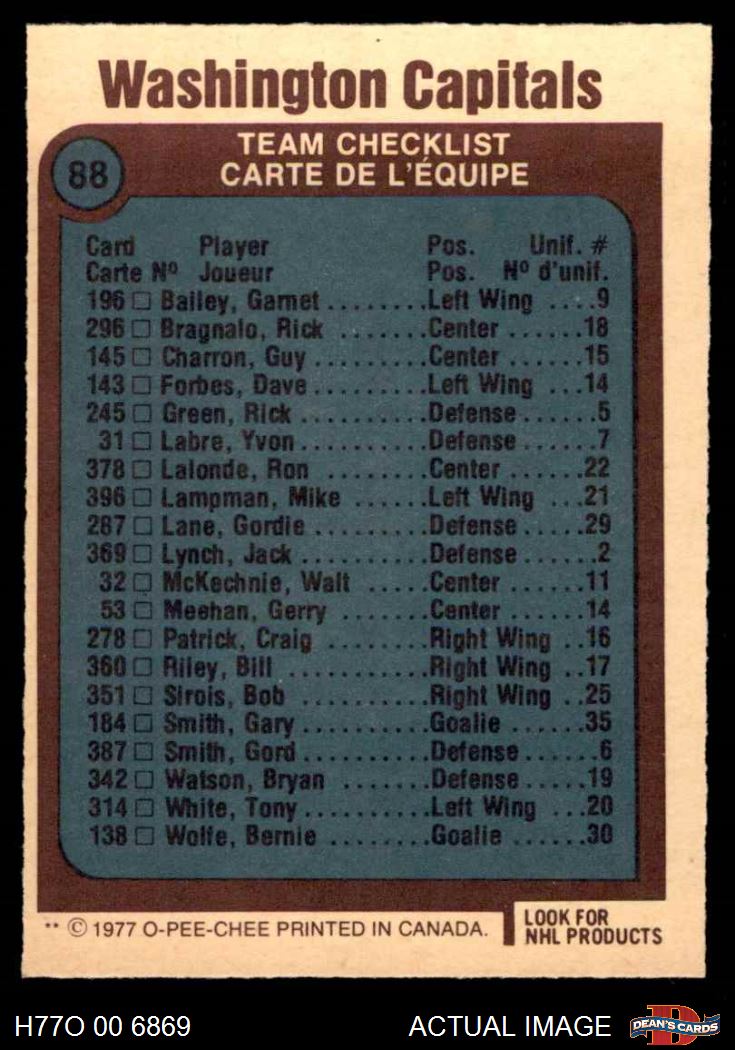 Washington Capitals
88
TEAM CHECKLIST
CARTE DE L'ÉQUIPE
Card Player Pos. Unif. #
Carte Nº Joueur Pos. Nº d'unif.
196 □ Bailey, Garnet ........Left Wing ....9
296 □ Bragnalo, Rick .......Center ......18
145 □ Charron, Guy .........Center ......15
143 □ Forbes, Dave .........Left Wing ...14
245 □ Green, Rick ..........Defense ......5
31 □ Labre, Yvon ..........Defense ......7
378 □ Lalonde, Ron .........Center ......22
396 □ Lampman, Mike ......Left Wing ...21
287 □ Lane, Gordie .........Defense .....29
369 □ Lynch, Jack ..........Defense ......2
32 □ McKechnie, Walt .....Center ......11
53 □ Meehan, Gerry .......Center ......14
278 □ Patrick, Craig ........Right Wing ..16
360 □ Riley, Bill ...........Right Wing ..17
351 □ Sirois, Bob ...........Right Wing ..25
184 □ Smith, Gary ..........Goalie ......35
387 □ Smith, Gord ..........Defense ......6
342 □ Watson, Bryan .......Defense .....19
314 □ White, Tony ..........Left Wing ...20
138 □ Wolfe, Bernie ........Goalie ......30
** © 1977 O-PEE-CHEE PRINTED IN CANADA.
LOOK FOR
NHL PRODUCTS
H77O 00 6869 ACTUAL IMAGE
D
DEAN'S CARDS